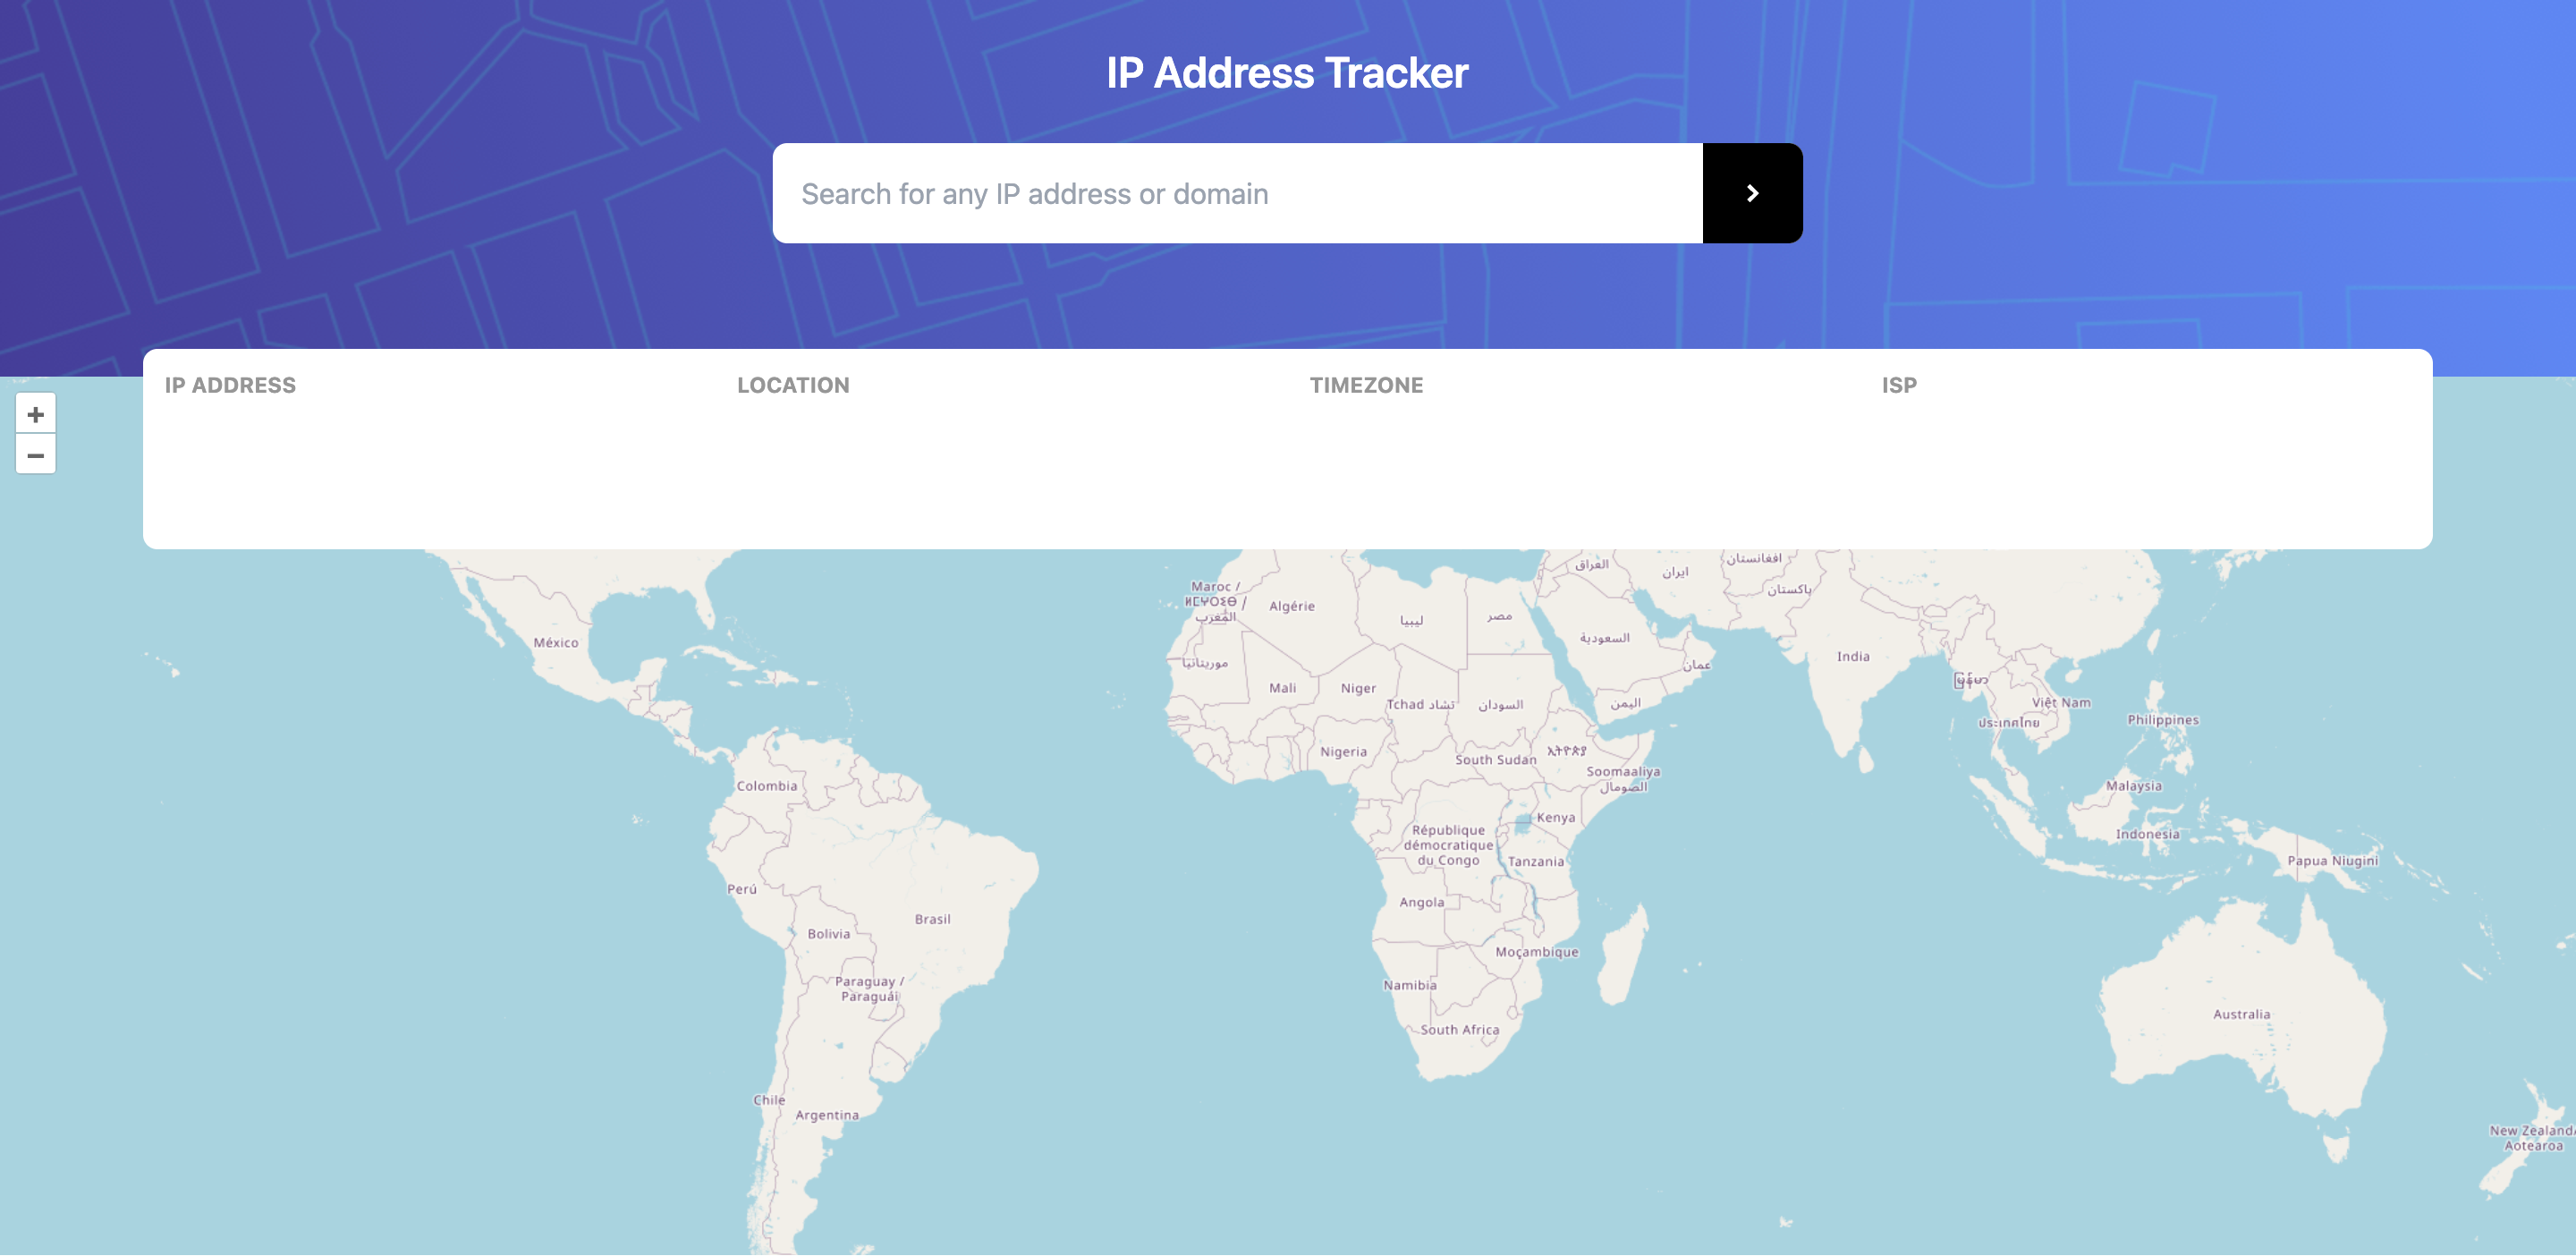 IP Address Tracker
Search for any IP address or domain
IP ADDRESS
LOCATION
TIMEZONE
ISP
+
−
افغانستان
العراق
ایران
Maroc /
ⵍⵎⵖⵔⵉⴱ /
المغرب
پاکستان
Algérie
ليبيا
مصر
السعودية
México
India
موريتانيا
عمان
Mali
Niger
Tchad تشاد
السودان
اليمن
Việt Nam
ประเทศไทย
Philippines
Nigeria
South Sudan
ኢትዮጵያ
Soomaaliya
الصومال
Colombia
Malaysia
Kenya
République
démocratique
du Congo
Indonesia
Tanzania
Papua Niugini
Perú
Angola
Brasil
Bolivia
Moçambique
Paraguay /
Paraguái
Namibia
Australia
South Africa
Chile
Argentina
New Zealand/
Aotearoa